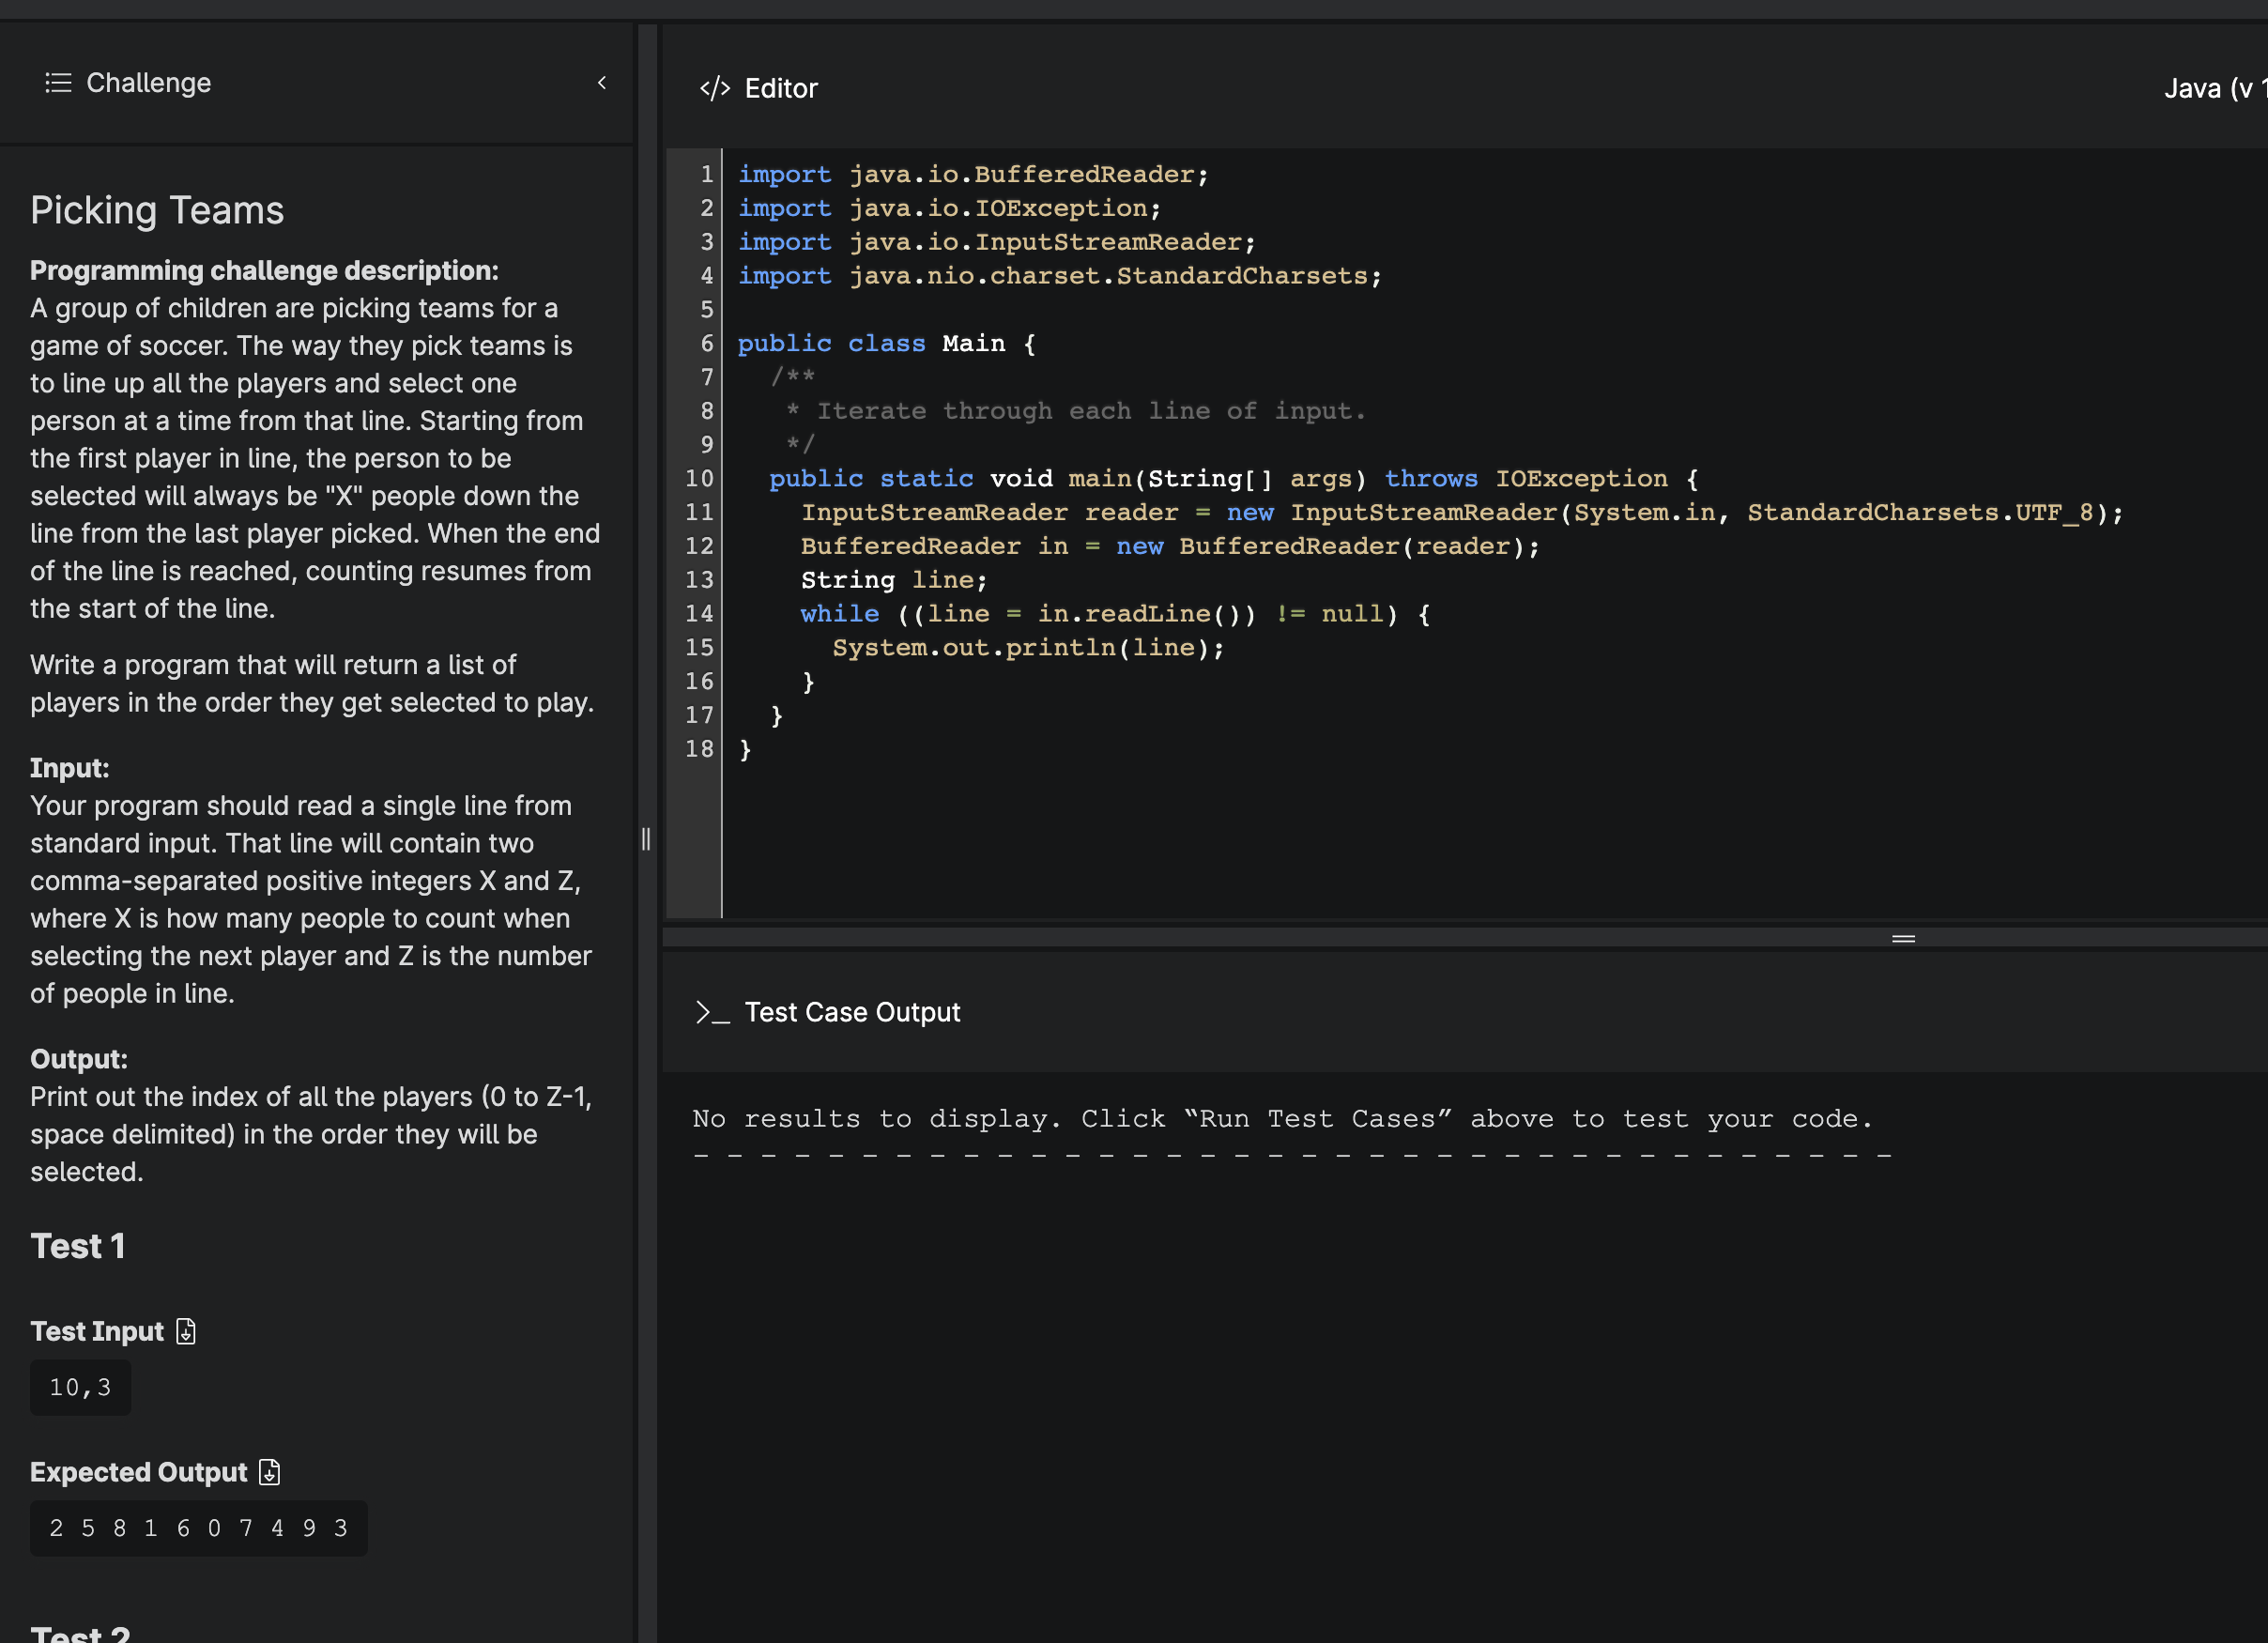 Challenge
Picking Teams
Programming challenge description:
A group of children are picking teams for a
game of soccer. The way they pick teams is
to line up all the players and select one
person at a time from that line. Starting from
the first player in line, the person to be
selected will always be "X" people down the
line from the last player picked. When the end
of the line is reached, counting resumes from
the start of the line.
Write a program that will return a list of
players in the order they get selected to play.
Input:
Your program should read a single line from
standard input. That line will contain two
comma-separated positive integers X and Z,
where X is how many people to count when
selecting the next player and Z is the number
of people in line.
Output:
Print out the index of all the players (0 to Z-1,
space delimited) in the order they will be
selected.
Test 1
Test Input
10,3
Expected Output
2 5 8 1 6 0 7 4 9 3
Test 2
</> Editor
Java (v 1
1 import java.io.BufferedReader;
2 import java.io.IOException;
3 import java.io.InputStreamReader;
4 import java.nio.charset.StandardCharsets;
5
6 public class Main {
7 /**
8 * Iterate through each line of input.
9 */
10 public static void main(String[] args) throws IOException {
11 InputStreamReader reader = new InputStreamReader(System.in, StandardCharsets.UTF_8);
12 BufferedReader in = new BufferedReader(reader);
13 String line;
14 while ((line = in.readLine()) != null) {
15 System.out.println(line);
16 }
17 }
18 }
>_ Test Case Output
No results to display. Click “Run Test Cases” above to test your code.
- - - - - - - - - - - - - - - - - - - - - - - - - - - - - - - - - - - -